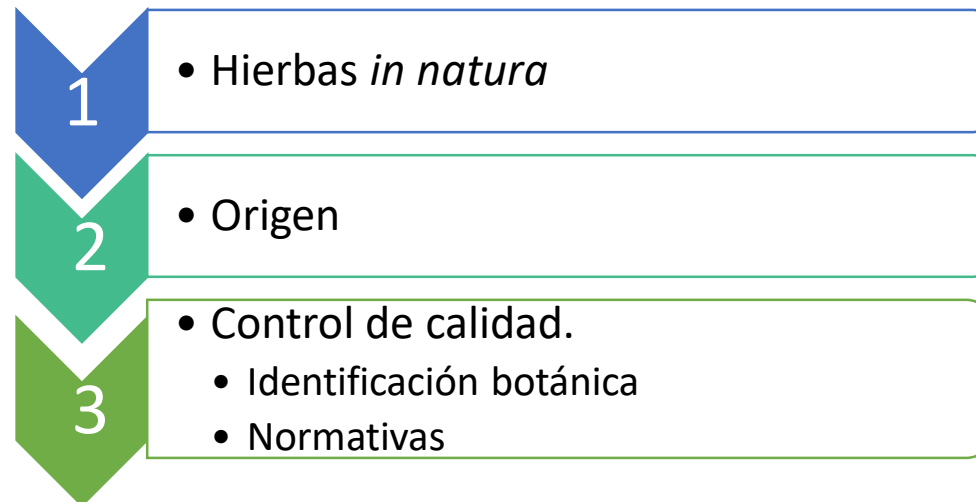 1
• Hierbas in natura
2
• Origen
3
• Control de calidad.
• Identificación botánica
• Normativas